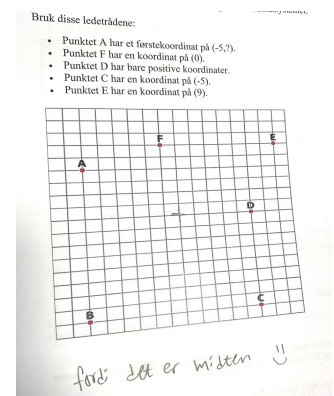 Bruk disse ledetrådene:
• Punktet A har et førstekoordinat på (-5,?).
• Punktet F har en koordinat på (0).
• Punktet D har bare positive koordinater.
• Punktet C har en koordinat på (-5).
• Punktet E har en koordinat på (9).
F
E
A
D
C
B
fordi det er midten :)